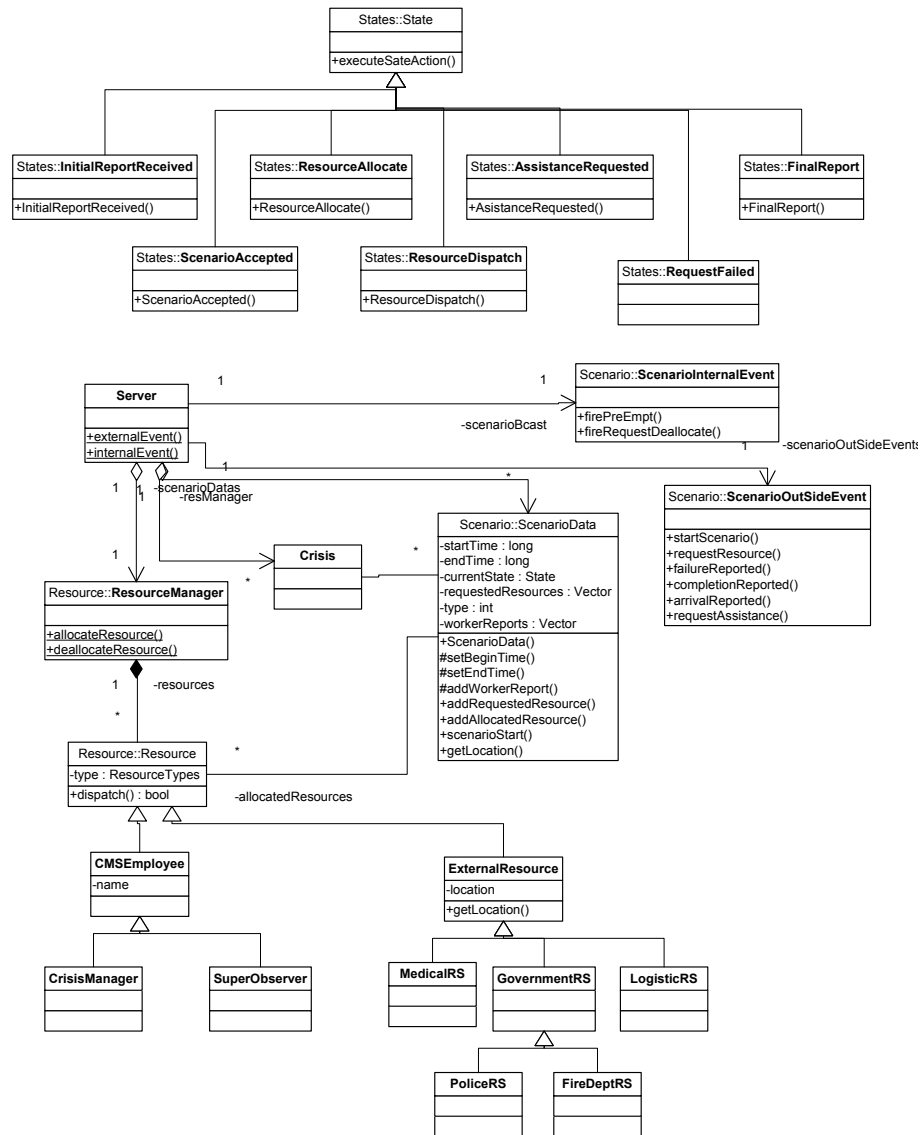 States::State
+executeSateAction()
States::InitialReportReceived
+InitialReportReceived()
States::ResourceAllocate
+ResourceAllocate()
States::AssistanceRequested
+AsistanceRequested()
States::FinalReport
+FinalReport()
States::ScenarioAccepted
+ScenarioAccepted()
States::ResourceDispatch
+ResourceDispatch()
States::RequestFailed
Server
+externalEvent()
+internalEvent()
1
1
-scenarioBcast
Scenario::ScenarioInternalEvent
+firePreEmpt()
+fireRequestDeallocate()
1
-scenarioOutSideEvents
Scenario::ScenarioOutSideEvent
+startScenario()
+requestResource()
+failureReported()
+completionReported()
+arrivalReported()
+requestAssistance()
1
1
1
1
-scenarioDatas
-resManager
*
1
Crisis
*
*
Scenario::ScenarioData
-startTime : long
-endTime : long
-currentState : State
-requestedResources : Vector
-type : int
-workerReports : Vector
+ScenarioData()
#setBeginTime()
#setEndTime()
#addWorkerReport()
+addRequestedResource()
+addAllocatedResource()
+scenarioStart()
+getLocation()
Resource::ResourceManager
+allocateResource()
+deallocateResource()
1
-resources
*
Resource::Resource
-type : ResourceTypes
+dispatch() : bool
*
-allocatedResources
CMSEmployee
-name
ExternalResource
-location
+getLocation()
CrisisManager
SuperObserver
MedicalRS
GovernmentRS
LogisticRS
PoliceRS
FireDeptRS